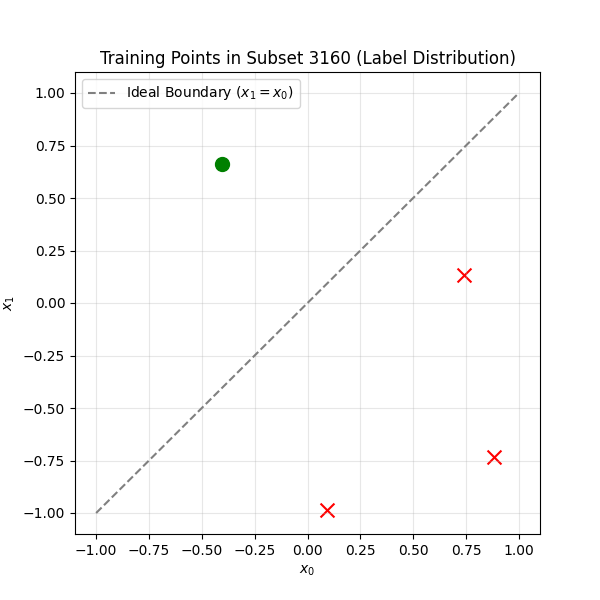 Training Points in Subset 3160 (Label Distribution)
Ideal Boundary (x₁ = x₀)
1.00
0.75
0.50
0.25
0.00
−0.25
−0.50
−0.75
−1.00
x₁
−1.00 −0.75 −0.50 −0.25 0.00 0.25 0.50 0.75 1.00
x₀